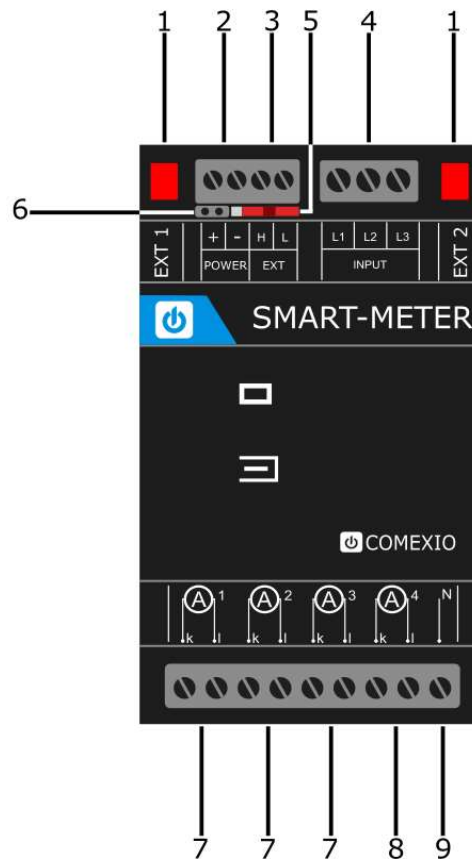 1 2 3 5 4 1
6
EXT 1
+ - H L
POWER EXT
L1 L2 L3
INPUT
EXT 2
SMART-METER
COMEXIO
A 1 A 2 A 3 A 4 N
k l k l k l k l
7 7 7 8 9